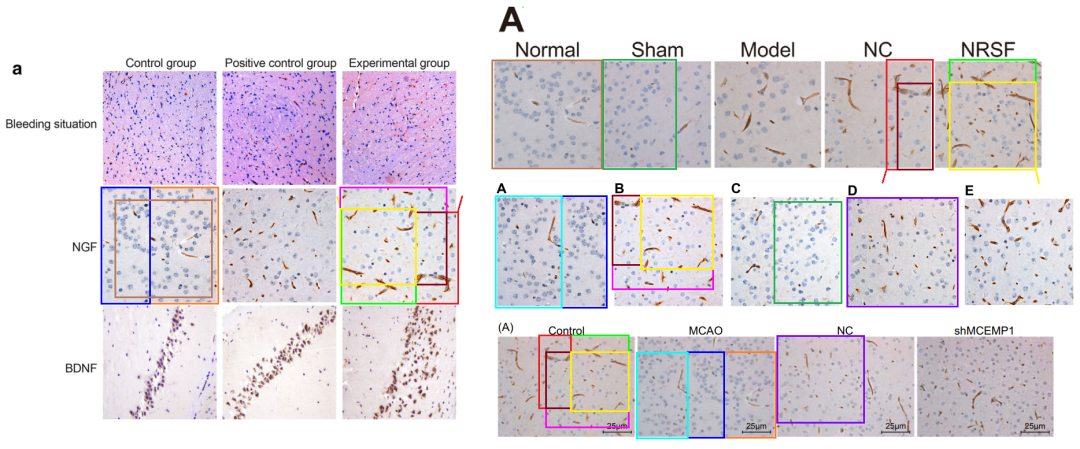 a
Control group Positive control group Experimental group
Bleeding situation
NGF
BDNF
A
Normal Sham Model NC NRSF
A B C D E
(A) Control MCAO NC shMCEMP1
25μm 25μm 25μm 25μm